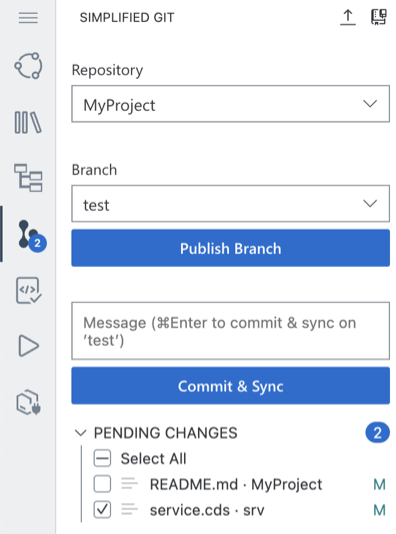 SIMPLIFIED GIT
Repository
MyProject
Branch
test
Publish Branch
2
Message (⌘Enter to commit & sync on
'test')
Commit & Sync
PENDING CHANGES 2
Select All
README.md · MyProject M
service.cds · srv M